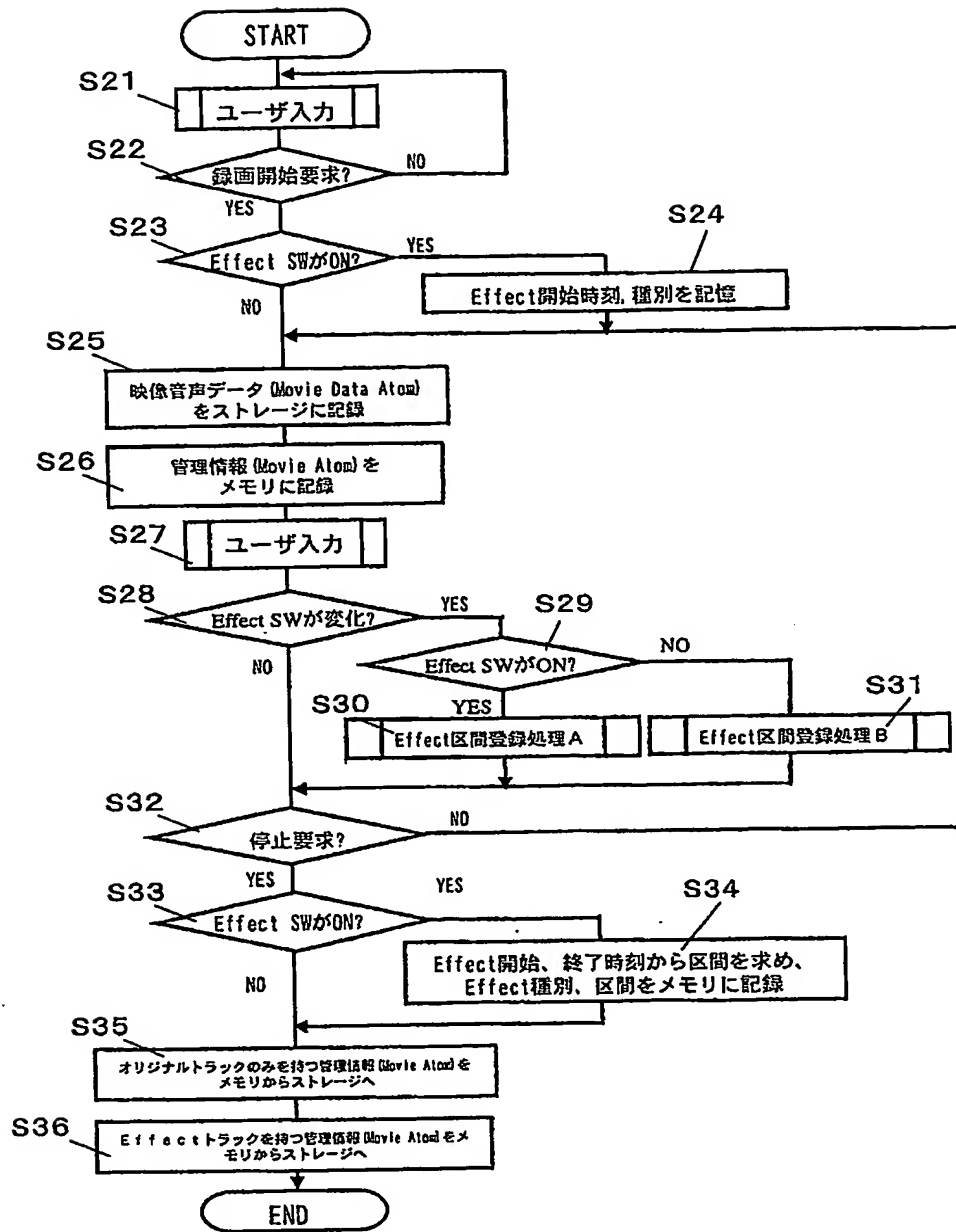 START
S21
ユーザ入力
S22
録画開始要求?
NO
YES
S23
Effect SWがON?
YES
NO
S24
Effect開始時刻,種別を記憶
S25
映像音声データ(Movie Data Atom)
をストレージに記録
S26
管理情報(Movie Atom)を
メモリに記録
S27
ユーザ入力
S28
Effect SWが変化?
YES
NO
S29
Effect SWがON?
NO
YES
S30
Effect区間登録処理A
S31
Effect区間登録処理B
S32
停止要求?
NO
YES
S33
Effect SWがON?
YES
NO
S34
Effect開始、終了時刻から区間を求め、
Effect種別、区間をメモリに記録
S35
オリジナルトラックのみを持つ管理情報(Movie Atom)を
メモリからストレージへ
S36
Effectトラックを持つ管理情報(Movie Atom)をメ
モリからストレージへ
END